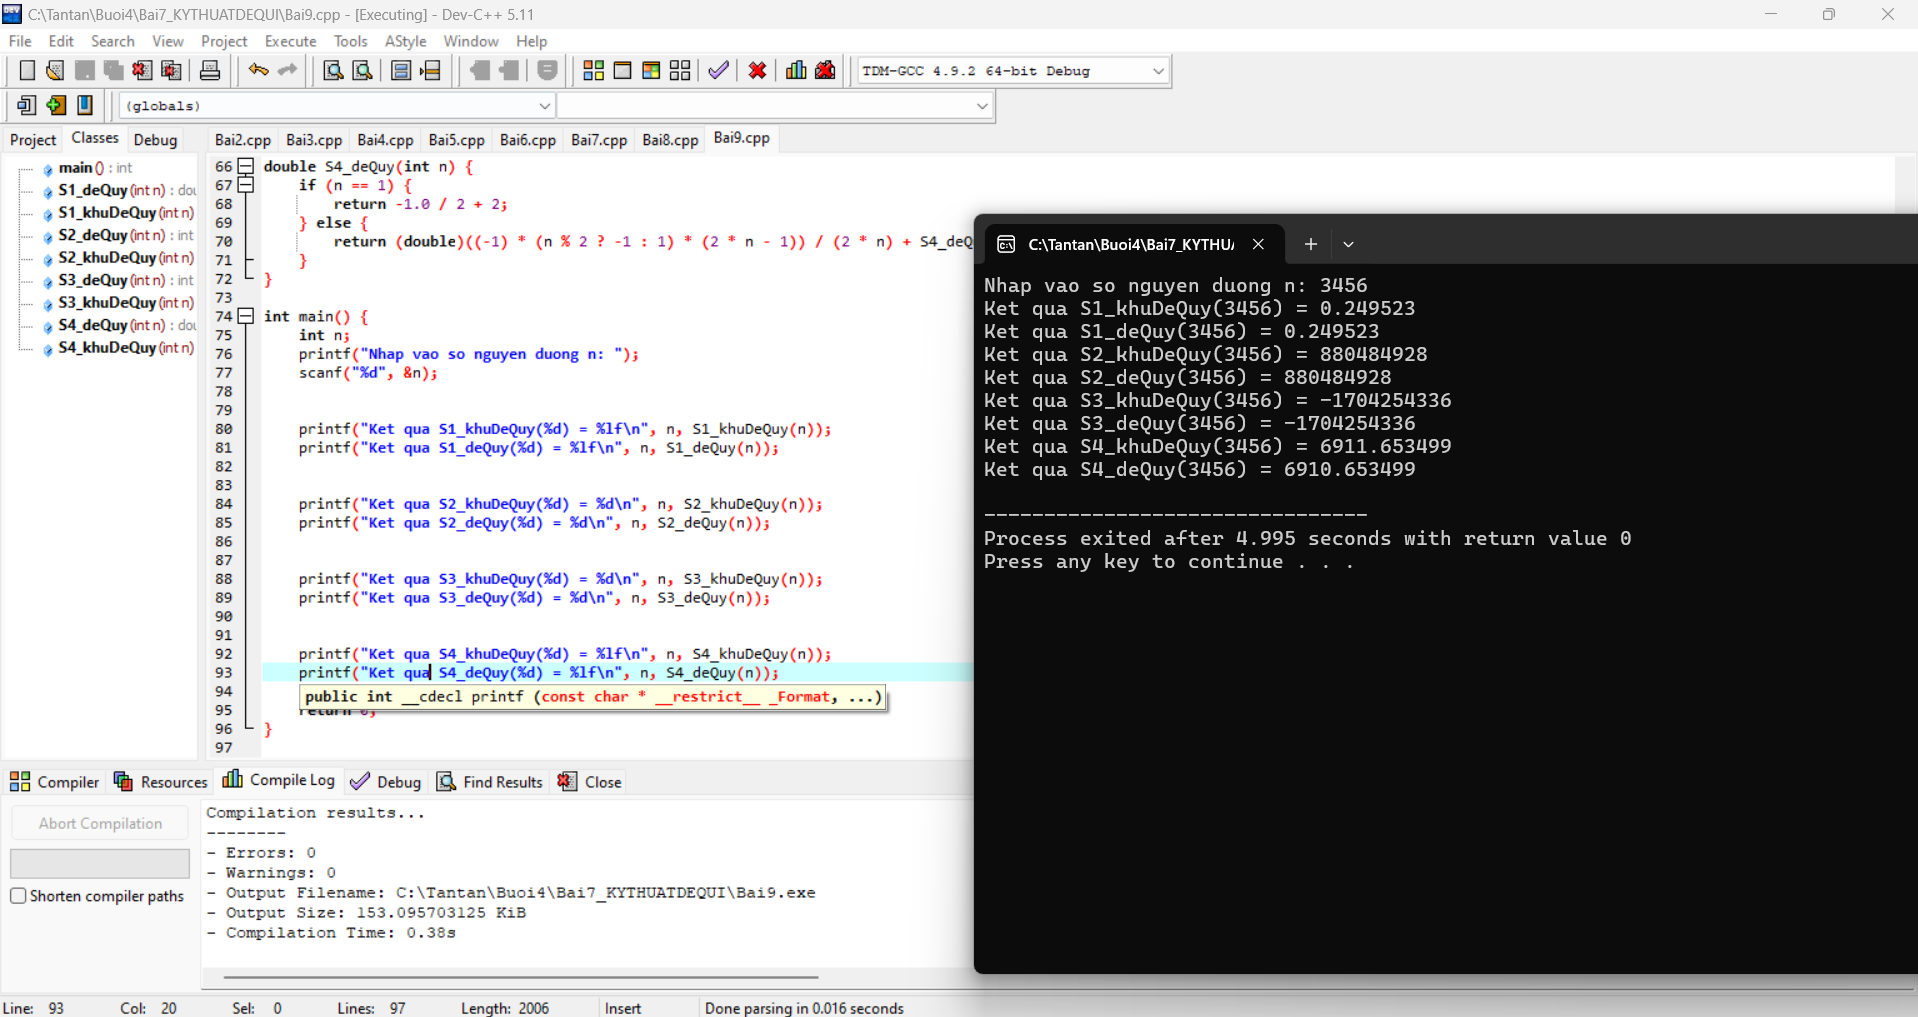 C:\Tantan\Buoi4\Bai7_KYTHUATDEQUI\Bai9.cpp - [Executing] - Dev-C++ 5.11
File Edit Search View Project Execute Tools AStyle Window Help
TDM-GCC 4.9.2 64-bit Debug
(globals)
Project Classes Debug
Bai2.cpp Bai3.cpp Bai4.cpp Bai5.cpp Bai6.cpp Bai7.cpp Bai8.cpp Bai9.cpp
main () : int
S1_deQuy (int n) : dou
S1_khuDeQuy (int n)
S2_deQuy (int n) : int
S2_khuDeQuy (int n)
S3_deQuy (int n) : int
S3_khuDeQuy (int n)
S4_deQuy (int n) : dou
S4_khuDeQuy (int n)
66 double S4_deQuy(int n) {
67 if (n == 1) {
68 return -1.0 / 2 + 2;
69 } else {
70 return (double)((-1) * (n % 2 ? -1 : 1) * (2 * n - 1)) / (2 * n) + S4_deQ
71 }
72 }
73
74 int main() {
75 int n;
76 printf("Nhap vao so nguyen duong n: ");
77 scanf("%d", &n);
78
79
80 printf("Ket qua S1_khuDeQuy(%d) = %lf\n", n, S1_khuDeQuy(n));
81 printf("Ket qua S1_deQuy(%d) = %lf\n", n, S1_deQuy(n));
82
83
84 printf("Ket qua S2_khuDeQuy(%d) = %d\n", n, S2_khuDeQuy(n));
85 printf("Ket qua S2_deQuy(%d) = %d\n", n, S2_deQuy(n));
86
87
88 printf("Ket qua S3_khuDeQuy(%d) = %d\n", n, S3_khuDeQuy(n));
89 printf("Ket qua S3_deQuy(%d) = %d\n", n, S3_deQuy(n));
90
91
92 printf("Ket qua S4_khuDeQuy(%d) = %lf\n", n, S4_khuDeQuy(n));
93 printf("Ket qua S4_deQuy(%d) = %lf\n", n, S4_deQuy(n));
94 public int __cdecl printf (const char * __restrict__ _Format, ...)
95 return 0;
96 }
97
C:\Tantan\Buoi4\Bai7_KYTHU
Nhap vao so nguyen duong n: 3456
Ket qua S1_khuDeQuy(3456) = 0.249523
Ket qua S1_deQuy(3456) = 0.249523
Ket qua S2_khuDeQuy(3456) = 880484928
Ket qua S2_deQuy(3456) = 880484928
Ket qua S3_khuDeQuy(3456) = -1704254336
Ket qua S3_deQuy(3456) = -1704254336
Ket qua S4_khuDeQuy(3456) = 6911.653499
Ket qua S4_deQuy(3456) = 6910.653499
--------------------------------
Process exited after 4.995 seconds with return value 0
Press any key to continue . . .
Compiler Resources Compile Log Debug Find Results Close
Abort Compilation
Shorten compiler paths
Compilation results...
--------
- Errors: 0
- Warnings: 0
- Output Filename: C:\Tantan\Buoi4\Bai7_KYTHUATDEQUI\Bai9.exe
- Output Size: 153.095703125 KiB
- Compilation Time: 0.38s
Line: 93 Col: 20 Sel: 0 Lines: 97 Length: 2006 Insert Done parsing in 0.016 seconds